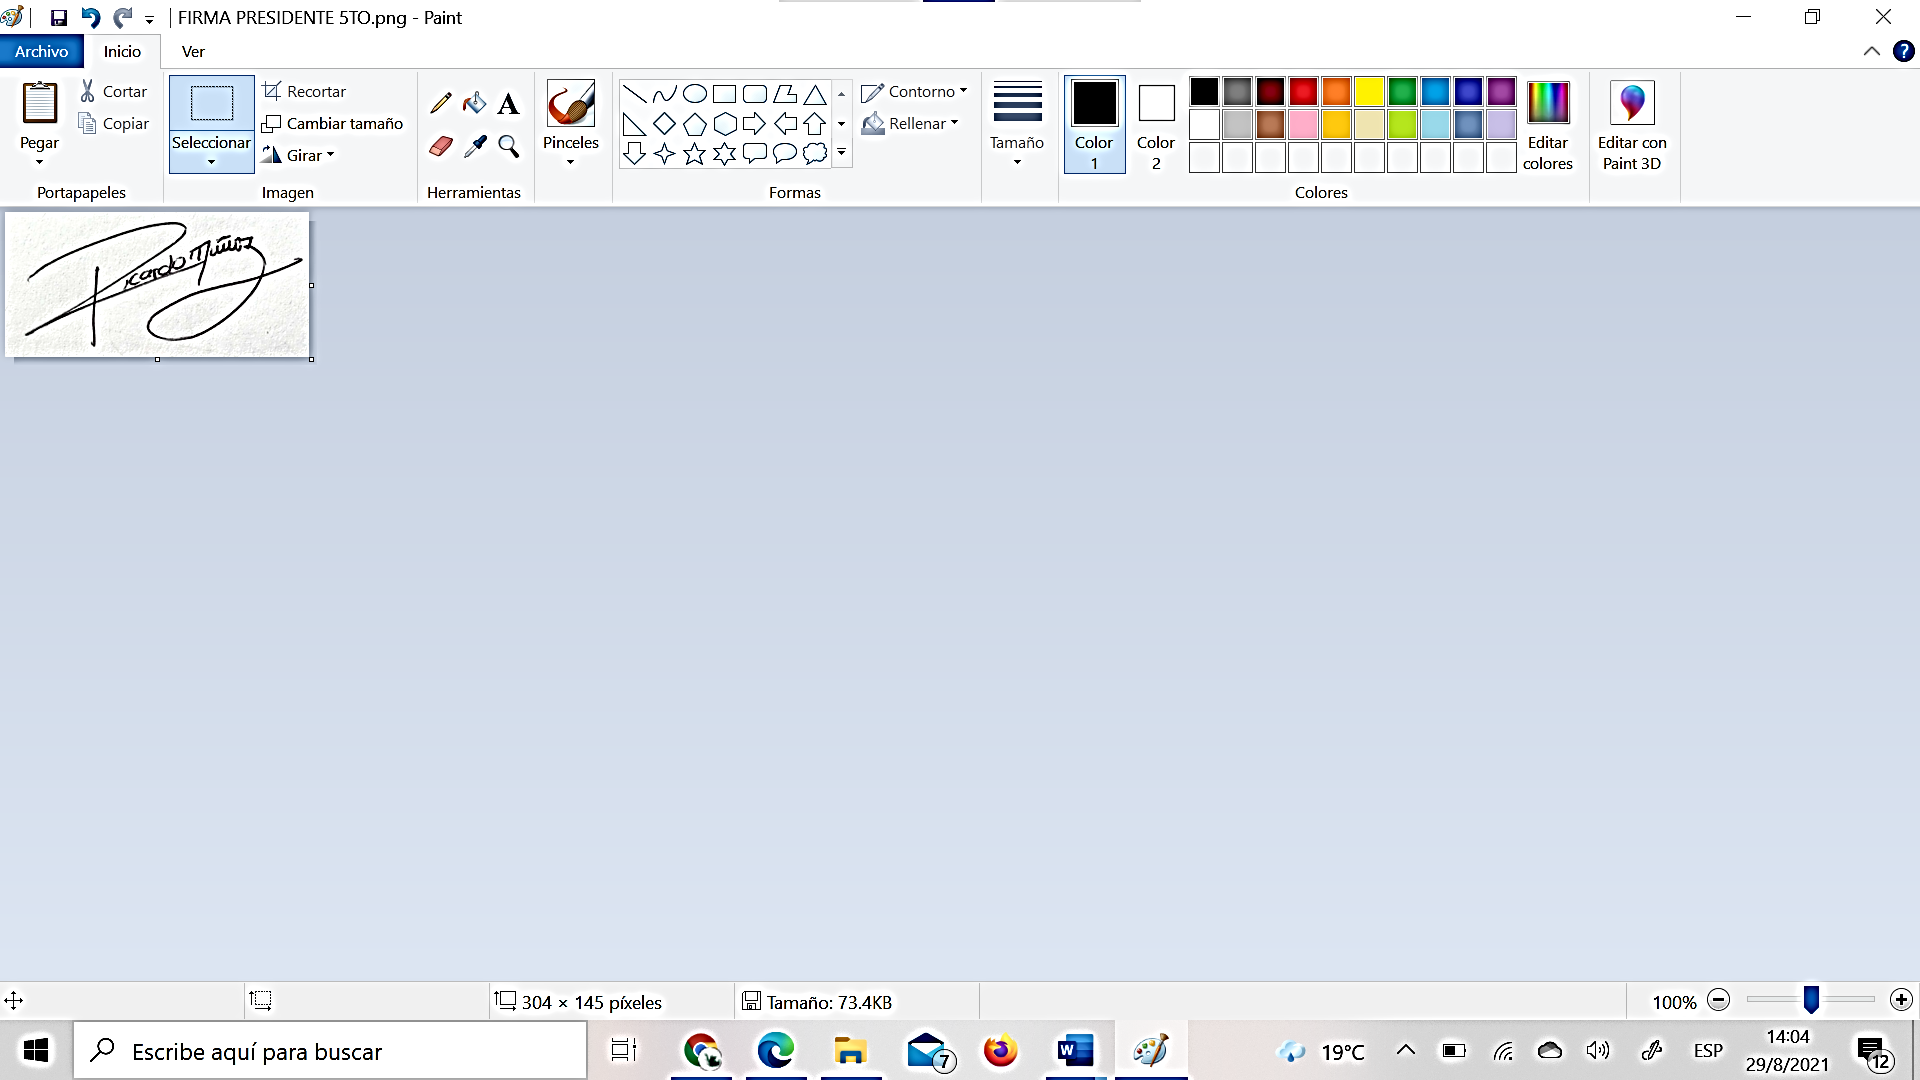 FIRMA PRESIDENTE 5TO.png - Paint
Archivo Inicio Ver
Pegar
Cortar
Copiar
Portapapeles
Seleccionar
Recortar
Cambiar tamaño
Girar
Imagen
A
Herramientas
Pinceles
Contorno
Rellenar
Formas
Tamaño
Color
1
Color
2
Editar
colores
Colores
Editar con
Paint 3D
Ricardo Muñoz
304 × 145 píxeles
Tamaño: 73.4KB
100%
Escribe aquí para buscar
7
W
19°C
ESP
14:04
29/8/2021
12